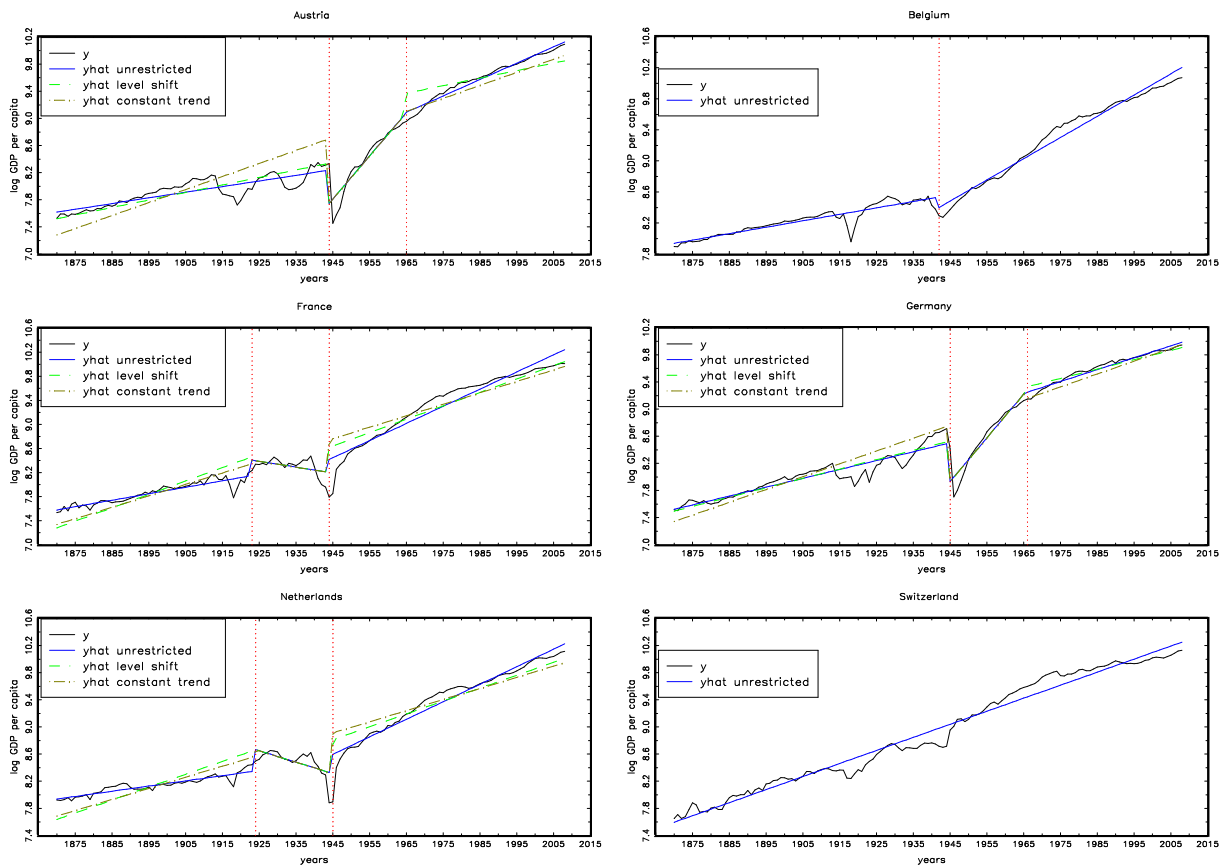 Austria
10.2
9.8
9.4
9.0
8.6
8.2
7.8
7.4
7.0
log GDP per capita
y
yhat unrestricted
yhat level shift
yhat constant trend
1875 1885 1895 1905 1915 1925 1935 1945 1955 1965 1975 1985 1995 2005 2015
years
Belgium
10.6
10.2
9.8
9.4
9.0
8.6
8.2
7.8
log GDP per capita
y
yhat unrestricted
1875 1885 1895 1905 1915 1925 1935 1945 1955 1965 1975 1985 1995 2005 2015
years
France
10.6
10.2
9.8
9.4
9.0
8.6
8.2
7.8
7.4
7.0
log GDP per capita
y
yhat unrestricted
yhat level shift
yhat constant trend
1875 1885 1895 1905 1915 1925 1935 1945 1955 1965 1975 1985 1995 2005 2015
years
Germany
10.2
9.8
9.4
9.0
8.6
8.2
7.8
7.4
7.0
log GDP per capita
y
yhat unrestricted
yhat level shift
yhat constant trend
1875 1885 1895 1905 1915 1925 1935 1945 1955 1965 1975 1985 1995 2005 2015
years
Netherlands
10.6
10.2
9.8
9.4
9.0
8.6
8.2
7.8
7.4
log GDP per capita
y
yhat unrestricted
yhat level shift
yhat constant trend
1875 1885 1895 1905 1915 1925 1935 1945 1955 1965 1975 1985 1995 2005 2015
years
Switzerland
10.6
10.2
9.8
9.4
9.0
8.6
8.2
7.8
7.4
log GDP per capita
y
yhat unrestricted
1875 1885 1895 1905 1915 1925 1935 1945 1955 1965 1975 1985 1995 2005 2015
years